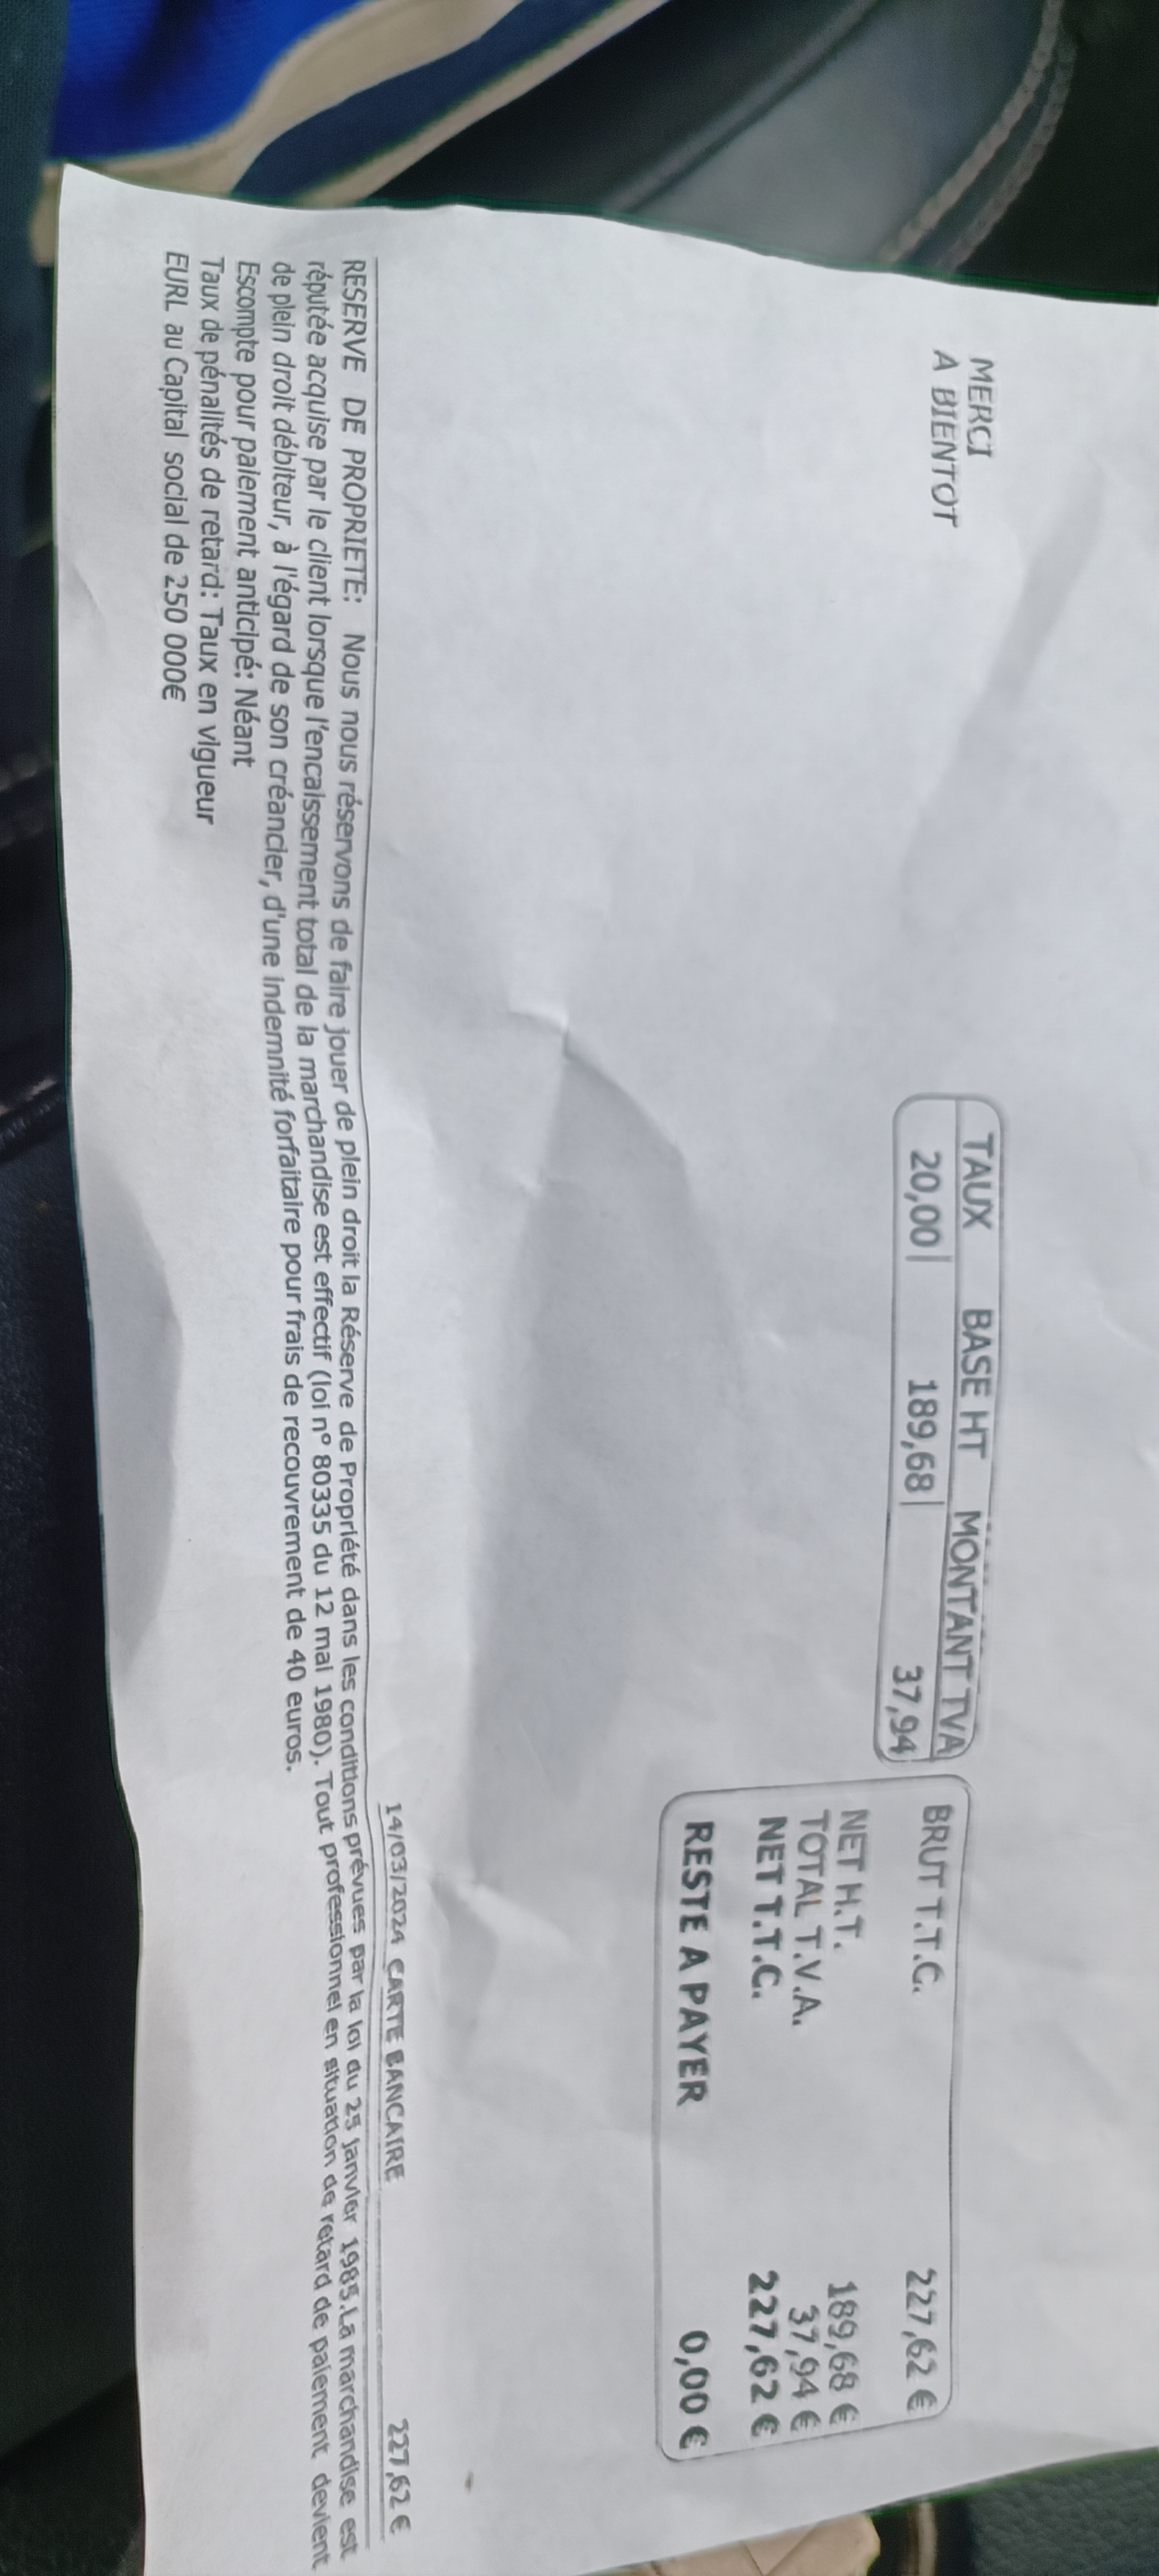 MERCI
A BIENTOT
TAUX BASE HT MONTANT TVA
20,00 189,68 37,94
BRUT T.T.C. 227,62 €
NET H.T. 189,68 €
TOTAL T.V.A. 37,94 €
NET T.T.C. 227,62 €
RESTE A PAYER 0,00 €
14/03/2024 CARTE BANCAIRE 227,62 €
RESERVE DE PROPRIETE: Nous nous réservons de faire jouer de plein droit la Réserve de Propriété dans les conditions prévues par la loi du 25 janvier 1985.La marchandise est
réputée acquise par le client lorsque l'encaissement total de la marchandise est effectif (loi n° 80335 du 12 mai 1980). Tout professionnel en situation de retard de paiement devient
de plein droit débiteur, à l'égard de son créancier, d'une indemnité forfaitaire pour frais de recouvrement de 40 euros.
Escompte pour paiement anticipé: Néant
Taux de pénalités de retard: Taux en vigueur
EURL au Capital social de 250 000€